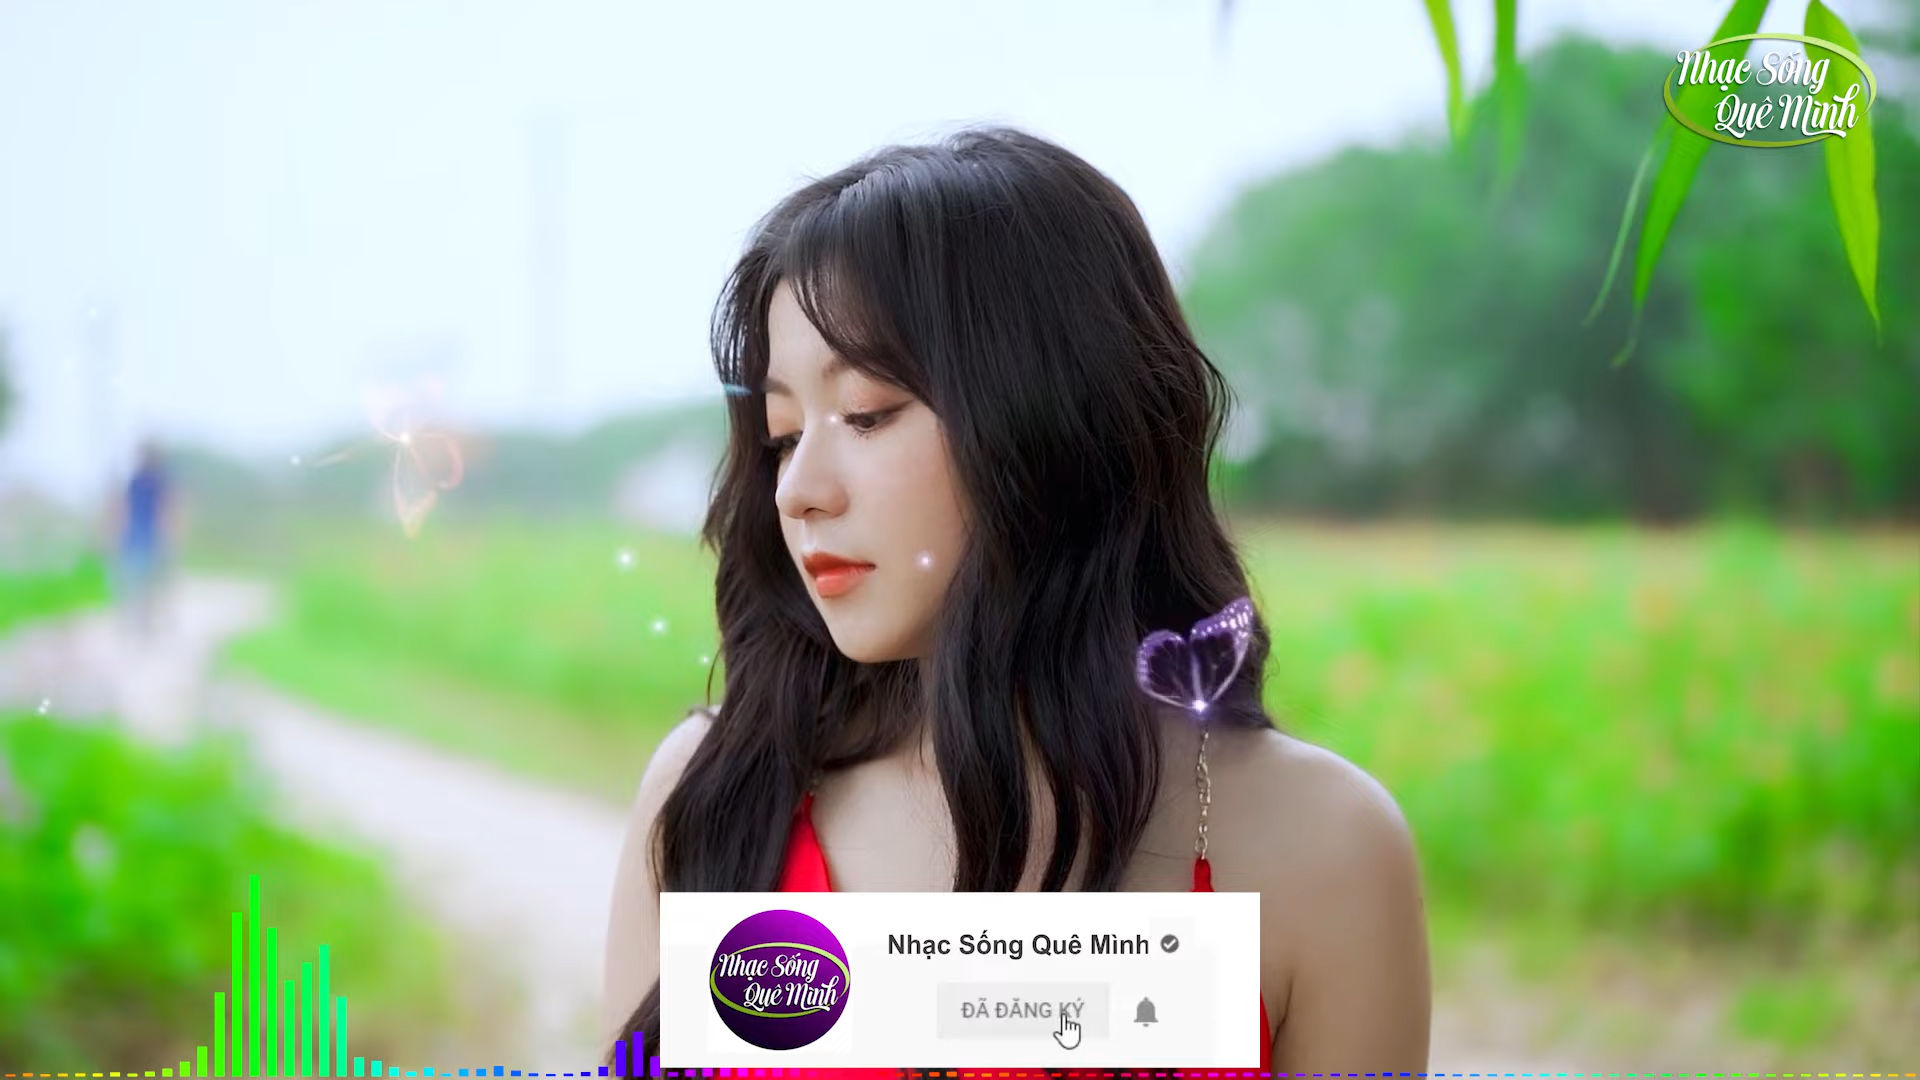 Nhạc Sống
Quê Mình
Nhạc Sống Quê Mình
Nhạc Sống
Quê Mình
ĐÃ ĐĂNG KÝ